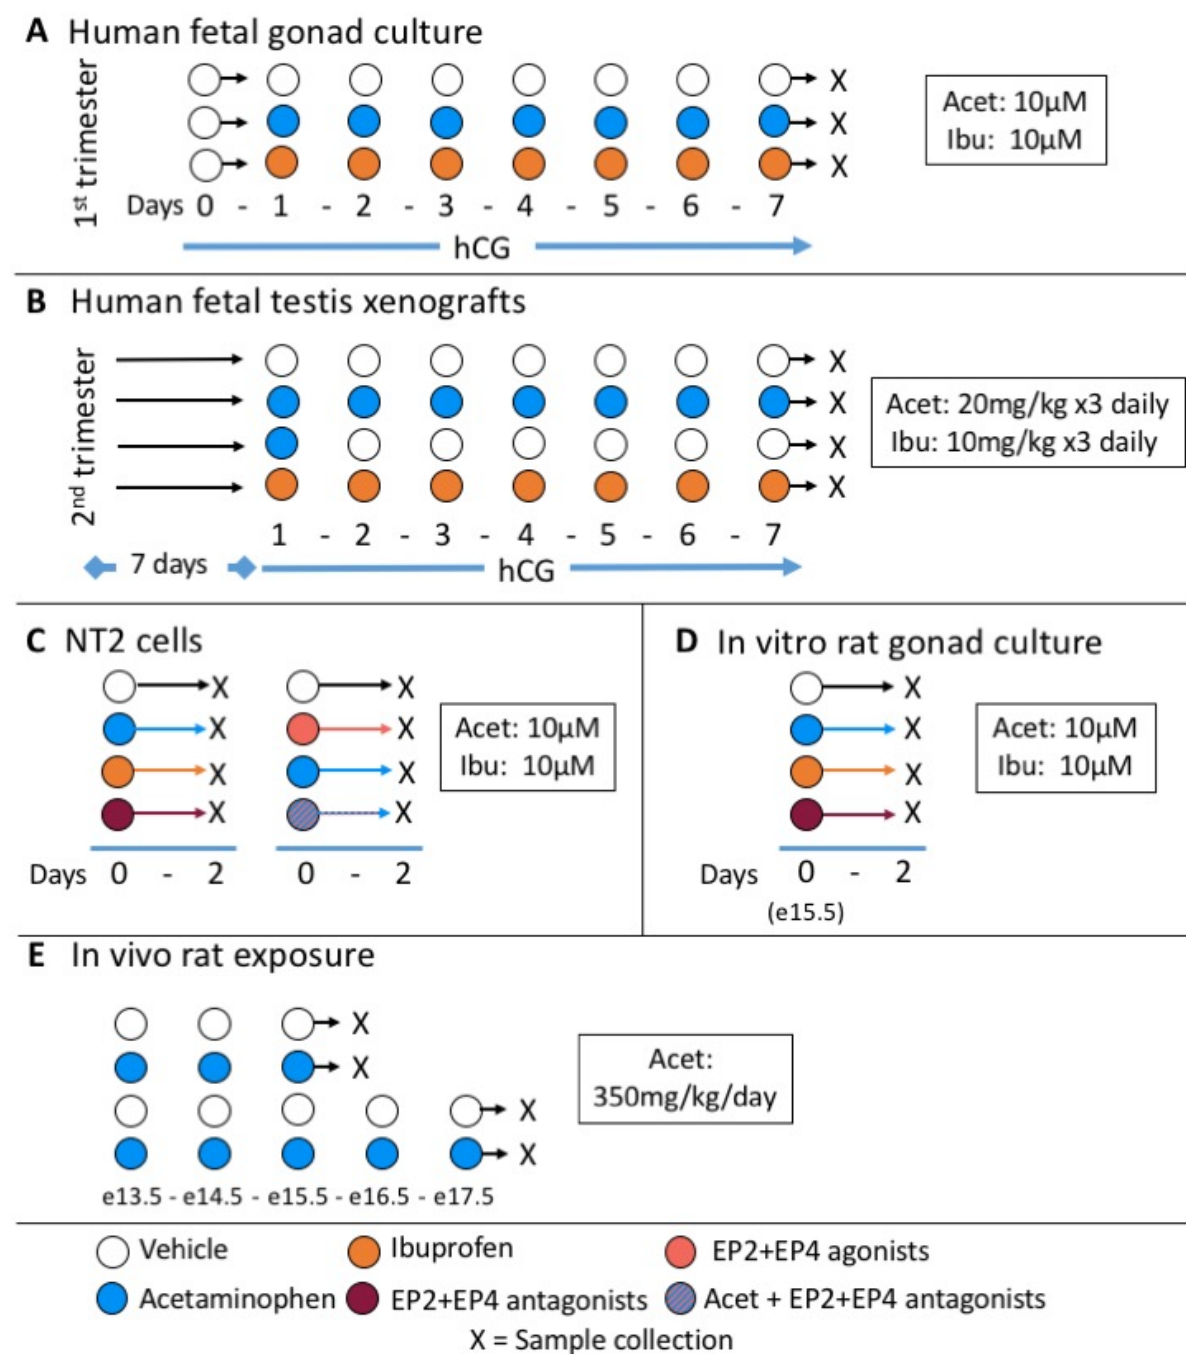 A Human fetal gonad culture
1st trimester
X
X
X
Acet: 10µM
Ibu: 10µM
Days 0 - 1 - 2 - 3 - 4 - 5 - 6 - 7
hCG
B Human fetal testis xenografts
2nd trimester
X
X
X
X
Acet: 20mg/kg x3 daily
Ibu: 10mg/kg x3 daily
1 - 2 - 3 - 4 - 5 - 6 - 7
7 days
hCG
C NT2 cells
X
X
X
X
X
X
X
X
Acet: 10µM
Ibu: 10µM
Days 0 - 2 0 - 2
D In vitro rat gonad culture
X
X
X
X
Acet: 10µM
Ibu: 10µM
Days 0 - 2
(e15.5)
E In vivo rat exposure
X
X
X
X
Acet:
350mg/kg/day
e13.5 - e14.5 - e15.5 - e16.5 - e17.5
Vehicle Ibuprofen EP2+EP4 agonists
Acetaminophen EP2+EP4 antagonists Acet + EP2+EP4 antagonists
X = Sample collection